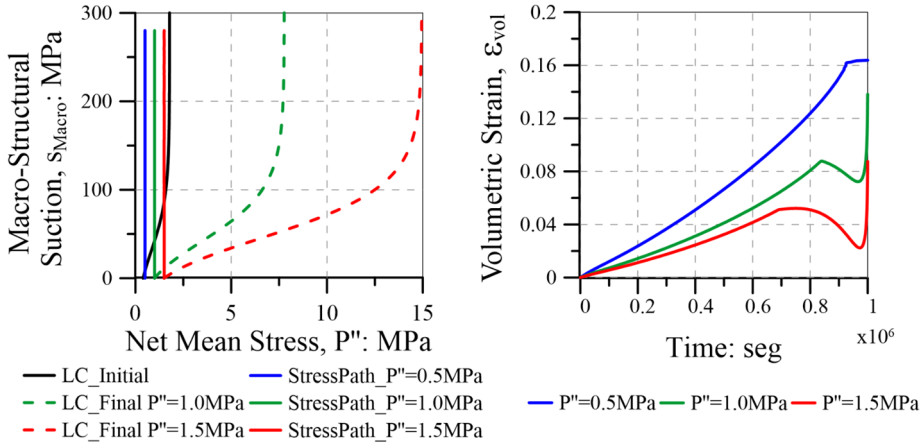 Macro-Structural
Suction, sMacro: MPa
300
200
100
0
0
5
10
15
Net Mean Stress, P": MPa
LC_Initial
StressPath_P"=0.5MPa
LC_Final P"=1.0MPa
StressPath_P"=1.0MPa
LC_Final P"=1.5MPa
StressPath_P"=1.5MPa
Volumetric Strain, εvol
0.2
0.16
0.12
0.08
0.04
0
0
0.2
0.4
0.6
0.8
1
x10⁶
Time: seg
P"=0.5MPa
P"=1.0MPa
P"=1.5MPa